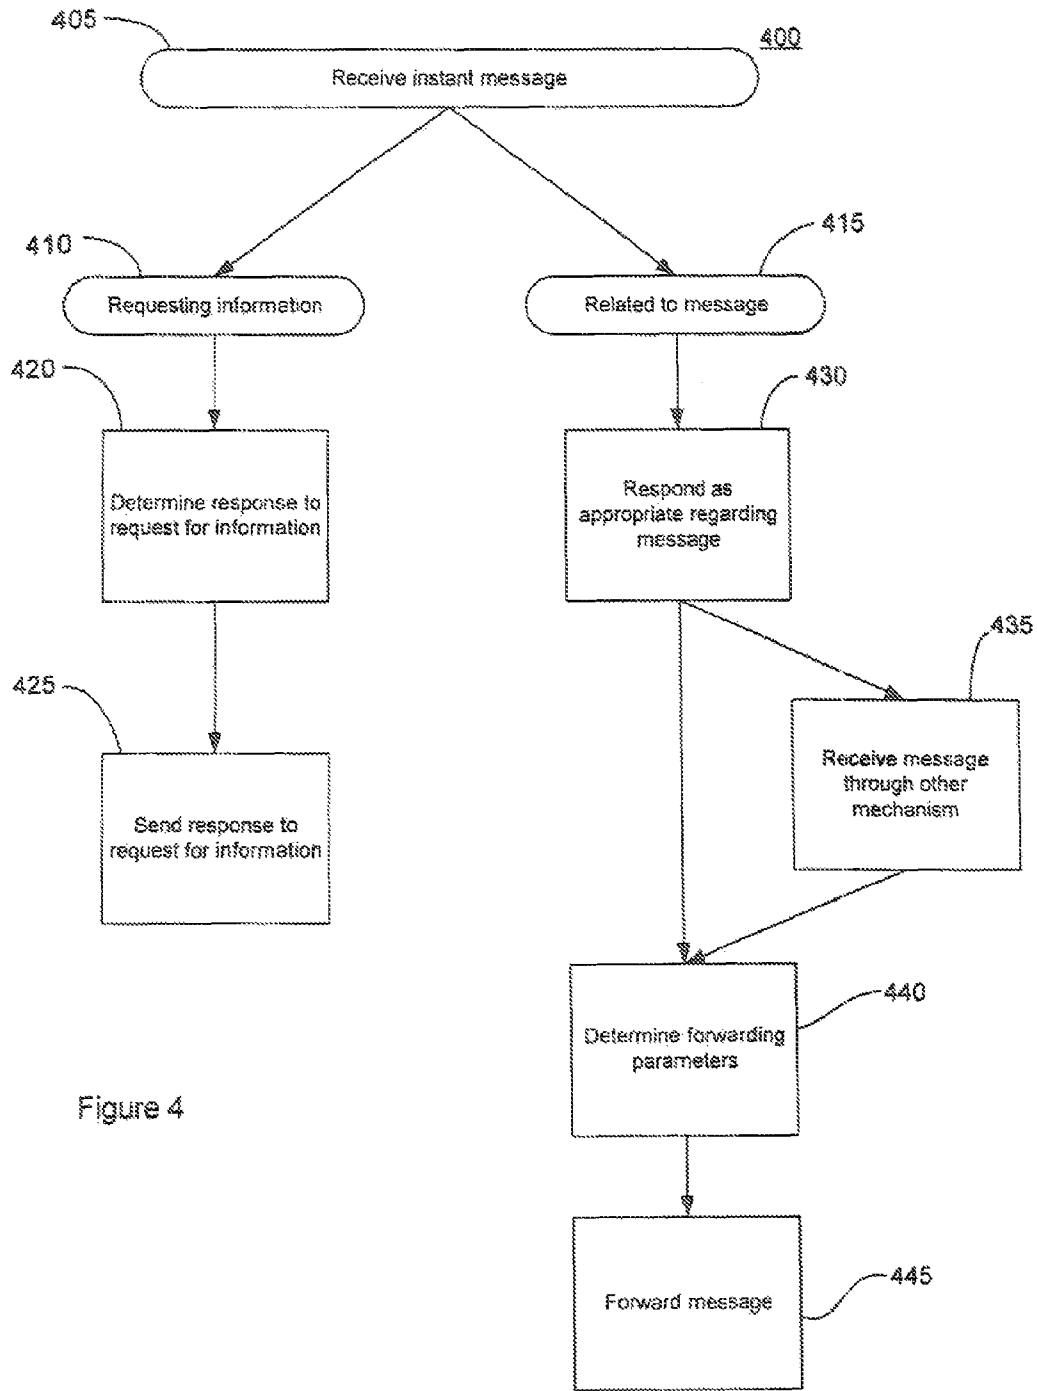 405
400
Receive instant message
410
415
Requesting information
Related to message
420
430
Determine response to
request for information
Respond as
appropriate regarding
message
435
425
Receive message
through other
mechanism
Send response to
request for information
440
Determine forwarding
parameters
Figure 4
445
Forward message